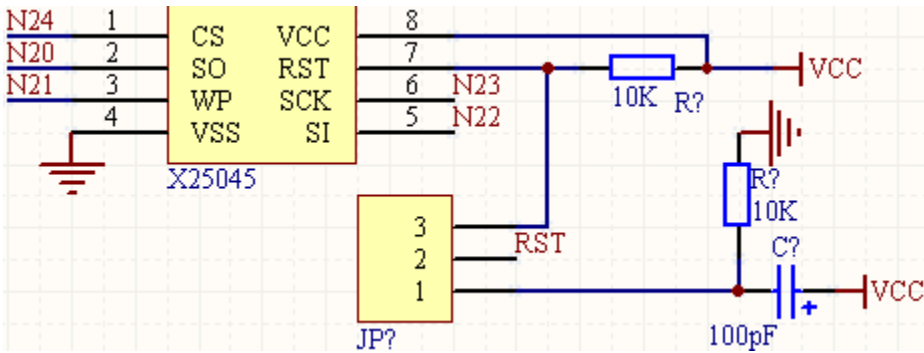 N24 1 CS VCC 8
N20 2 SO RST 7 VCC
N21 3 WP SCK 6 N23 10K R?
4 VSS SI 5 N22
X25045
R?
10K
3
RST
2
C?
1 VCC
100pF
JP?